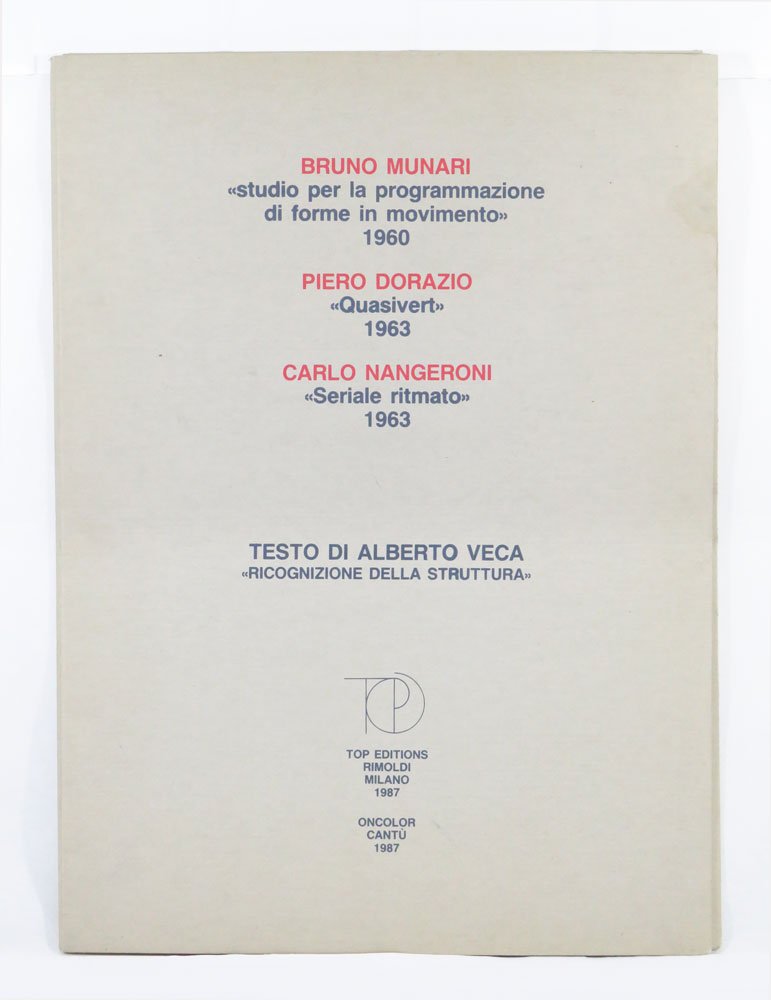 BRUNO MUNARI
«studio per la programmazione
di forme in movimento»
1960
PIERO DORAZIO
«Quasivert»
1963
CARLO NANGERONI
«Seriale ritmato»
1963
TESTO DI ALBERTO VECA
«RICOGNIZIONE DELLA STRUTTURA»
TOP
TOP EDITIONS
RIMOLDI
MILANO
1987
ONCOLOR
CANTÙ
1987